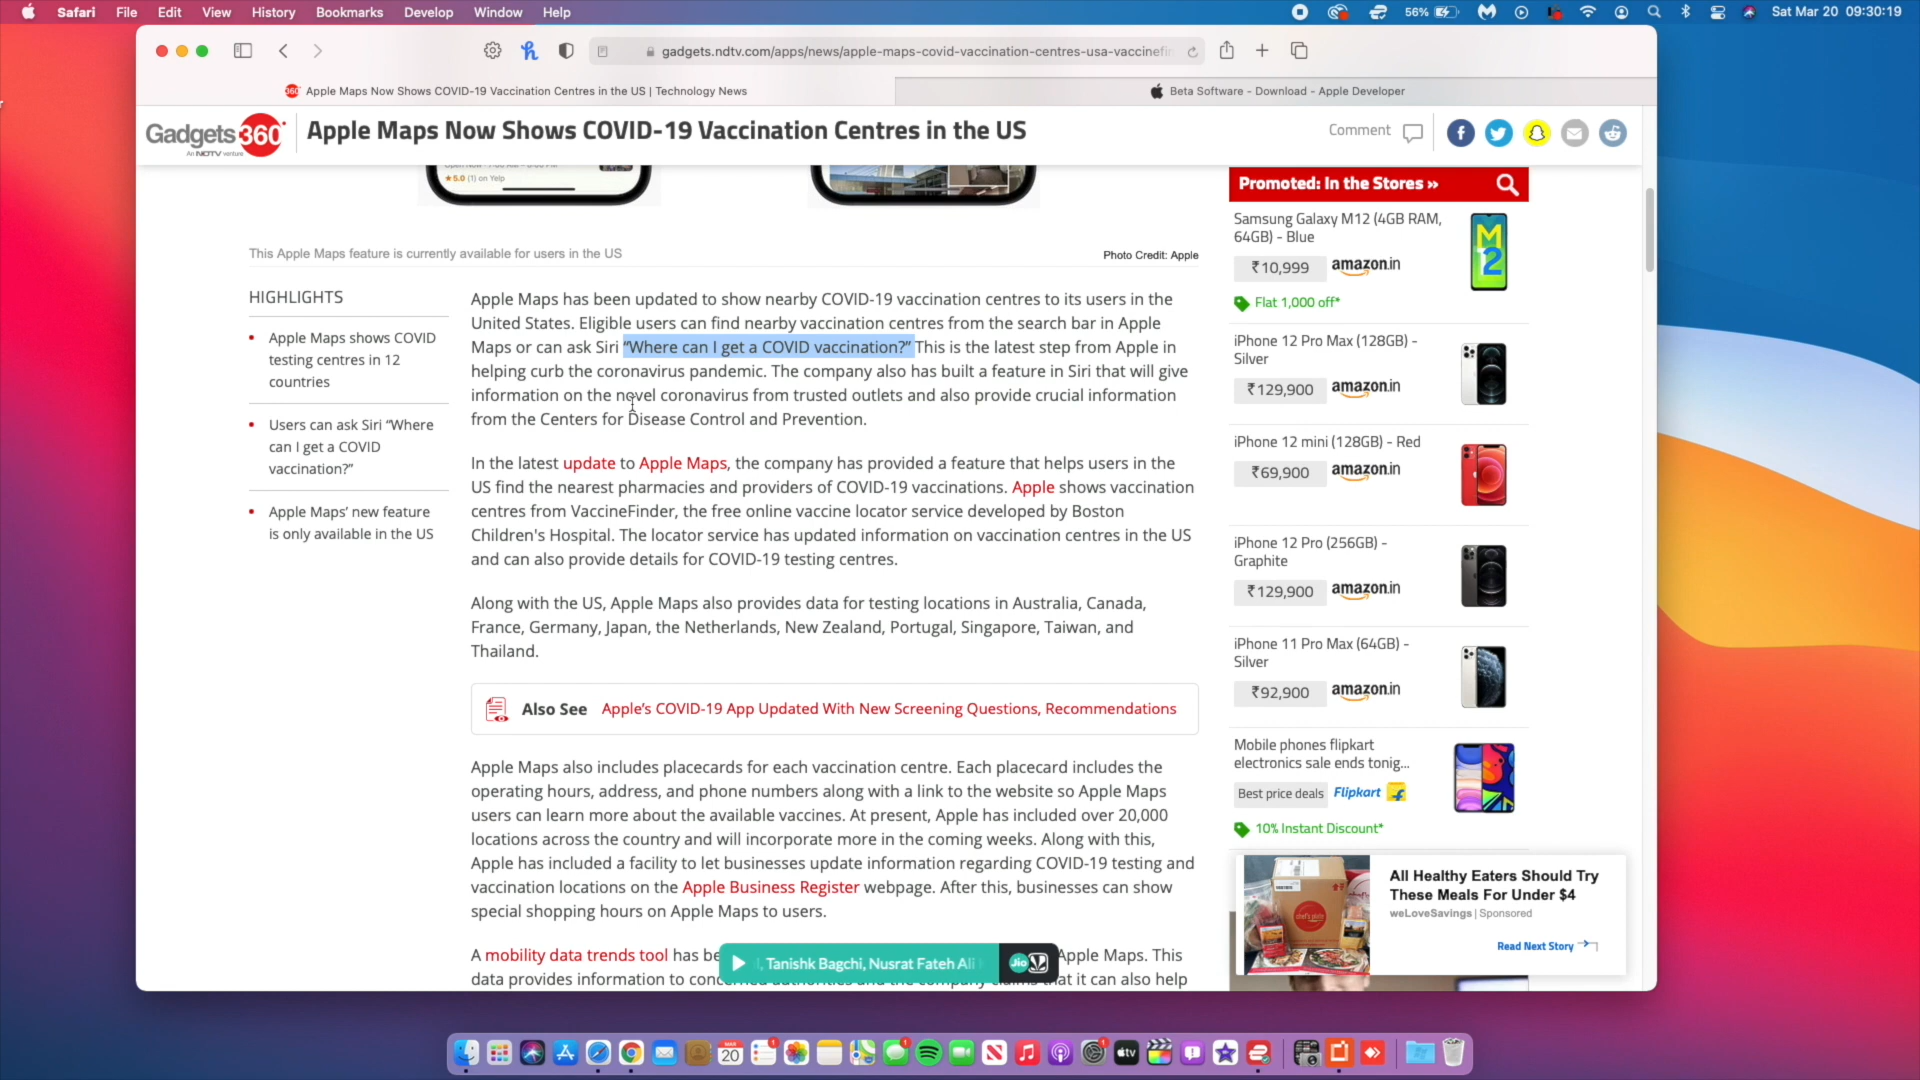 Safari File Edit View History Bookmarks Develop Window Help
56%
Sat Mar 20 09:30:19
gadgets.ndtv.com/apps/news/apple-maps-covid-vaccination-centres-usa-vaccinefin
Apple Maps Now Shows COVID-19 Vaccination Centres in the US | Technology News
Beta Software - Download - Apple Developer
Gadgets 360°
An NDTV venture
Apple Maps Now Shows COVID-19 Vaccination Centres in the US
Comment
★5.0 (1) on Yelp
This Apple Maps feature is currently available for users in the US
Photo Credit: Apple
HIGHLIGHTS
• Apple Maps shows COVID
testing centres in 12
countries
• Users can ask Siri “Where
can I get a COVID
vaccination?”
• Apple Maps’ new feature
is only available in the US
Apple Maps has been updated to show nearby COVID-19 vaccination centres to its users in the
United States. Eligible users can find nearby vaccination centres from the search bar in Apple
Maps or can ask Siri “Where can I get a COVID vaccination?” This is the latest step from Apple in
helping curb the coronavirus pandemic. The company also has built a feature in Siri that will give
information on the novel coronavirus from trusted outlets and also provide crucial information
from the Centers for Disease Control and Prevention.
In the latest update to Apple Maps, the company has provided a feature that helps users in the
US find the nearest pharmacies and providers of COVID-19 vaccinations. Apple shows vaccination
centres from VaccineFinder, the free online vaccine locator service developed by Boston
Children's Hospital. The locator service has updated information on vaccination centres in the US
and can also provide details for COVID-19 testing centres.
Along with the US, Apple Maps also provides data for testing locations in Australia, Canada,
France, Germany, Japan, the Netherlands, New Zealand, Portugal, Singapore, Taiwan, and
Thailand.
Also See Apple’s COVID-19 App Updated With New Screening Questions, Recommendations
Apple Maps also includes placecards for each vaccination centre. Each placecard includes the
operating hours, address, and phone numbers along with a link to the website so Apple Maps
users can learn more about the available vaccines. At present, Apple has included over 20,000
locations across the country and will incorporate more in the coming weeks. Along with this,
Apple has included a facility to let businesses update information regarding COVID-19 testing and
vaccination locations on the Apple Business Register webpage. After this, businesses can show
special shopping hours on Apple Maps to users.
A mobility data trends tool has be Apple Maps. This
data provides information to concerned authorities and the company claims that it can also help
, Tanishk Bagchi, Nusrat Fateh Ali
Jio
Promoted: In the Stores »
Samsung Galaxy M12 (4GB RAM,
64GB) - Blue
₹10,999 amazon.in
Flat 1,000 off*
M
12
iPhone 12 Pro Max (128GB) -
Silver
₹129,900 amazon.in
iPhone 12 mini (128GB) - Red
₹69,900 amazon.in
iPhone 12 Pro (256GB) -
Graphite
₹129,900 amazon.in
iPhone 11 Pro Max (64GB) -
Silver
₹92,900 amazon.in
Mobile phones flipkart
electronics sale ends tonig...
Best price deals Flipkart
10% Instant Discount*
All Healthy Eaters Should Try
These Meals For Under $4
weLoveSavings | Sponsored
Read Next Story
MAR
20
tv